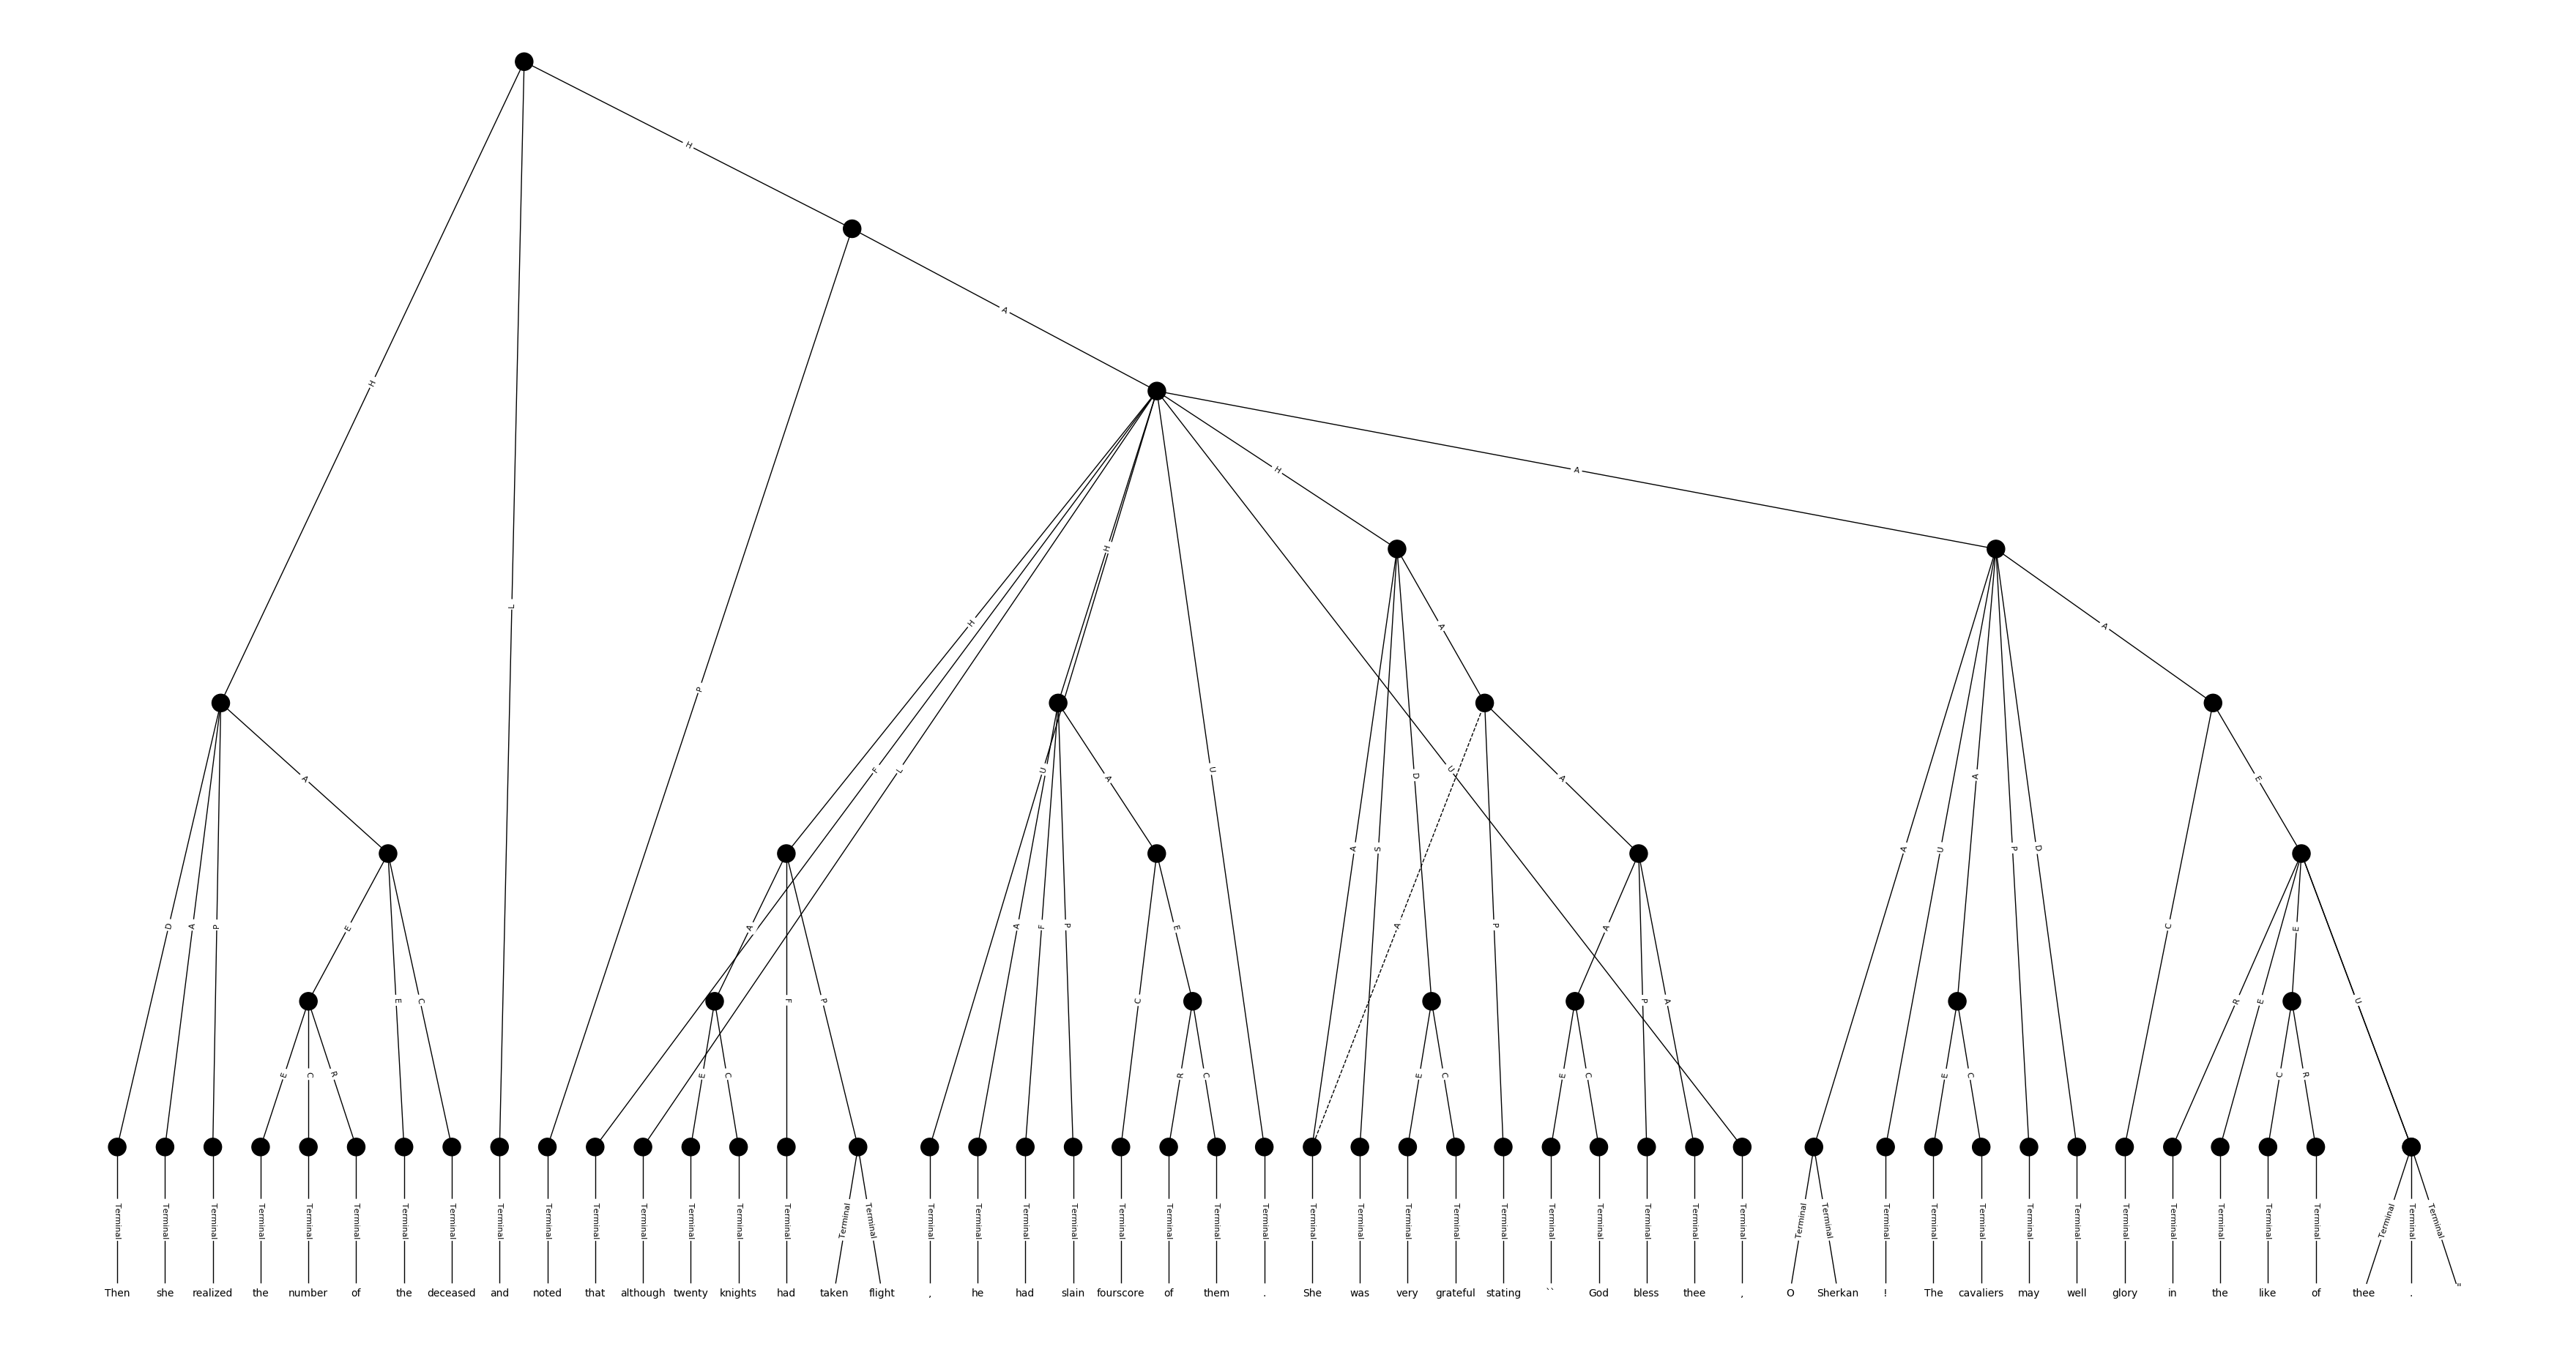 H
H
A
H
A
H
L
H
A
A
P
F
L
U
U
D
A
P
A
S
D
A
A
U
A
P
D
E
C
E
D
A
P
E
A
A
F
P
E
A
P
A
C
E
E
C
F
P
C
P
A
R
E
U
E
C
R
E
C
R
C
E
C
E
C
E
C
C
R
Terminal Terminal Terminal Terminal Terminal Terminal Terminal Terminal Terminal Terminal Terminal Terminal Terminal Terminal Terminal Terminal Terminal Terminal Terminal Terminal Terminal Terminal Terminal Terminal Terminal Terminal Terminal Terminal Terminal Terminal Terminal Terminal Terminal Terminal Terminal Terminal Terminal Terminal Terminal Terminal Terminal Terminal Terminal Terminal Terminal Terminal Terminal Terminal Terminal Terminal
Then she realized the number of the deceased and noted that although twenty knights had taken flight , he had slain fourscore of them . She was very grateful stating `` God bless thee , O Sherkan ! The cavaliers may well glory in the like of thee . "